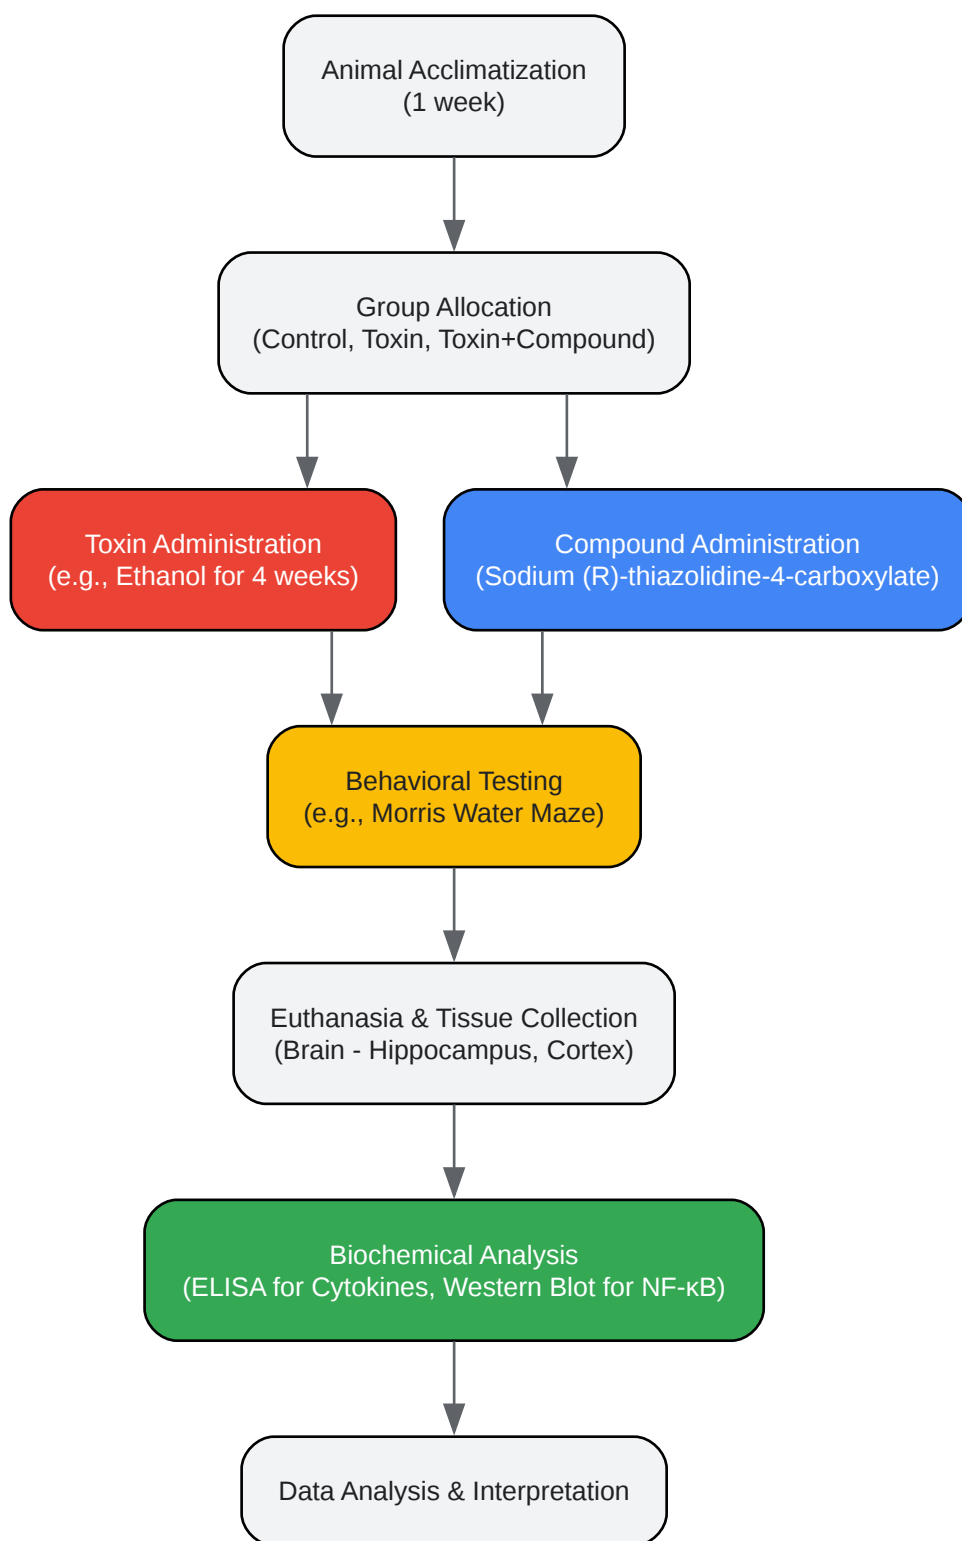 Animal Acclimatization
(1 week)
Group Allocation
(Control, Toxin, Toxin+Compound)
Toxin Administration
(e.g., Ethanol for 4 weeks)
Compound Administration
(Sodium (R)-thiazolidine-4-carboxylate)
Behavioral Testing
(e.g., Morris Water Maze)
Euthanasia & Tissue Collection
(Brain - Hippocampus, Cortex)
Biochemical Analysis
(ELISA for Cytokines, Western Blot for NF-κB)
Data Analysis & Interpretation